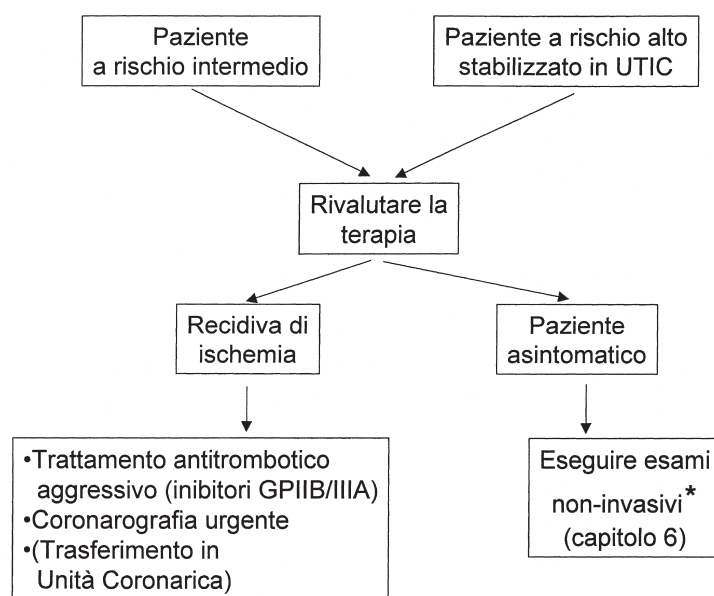 Paziente
a rischio intermedio
Paziente a rischio alto
stabilizzato in UTIC
Rivalutare la
terapia
Recidiva di
ischemia
Paziente
asintomatico
•Trattamento antitrombotico
aggressivo (inibitori GPIIB/IIIA)
•Coronarografia urgente
•(Trasferimento in
Unità Coronarica)
Eseguire esami
non-invasivi*
(capitolo 6)